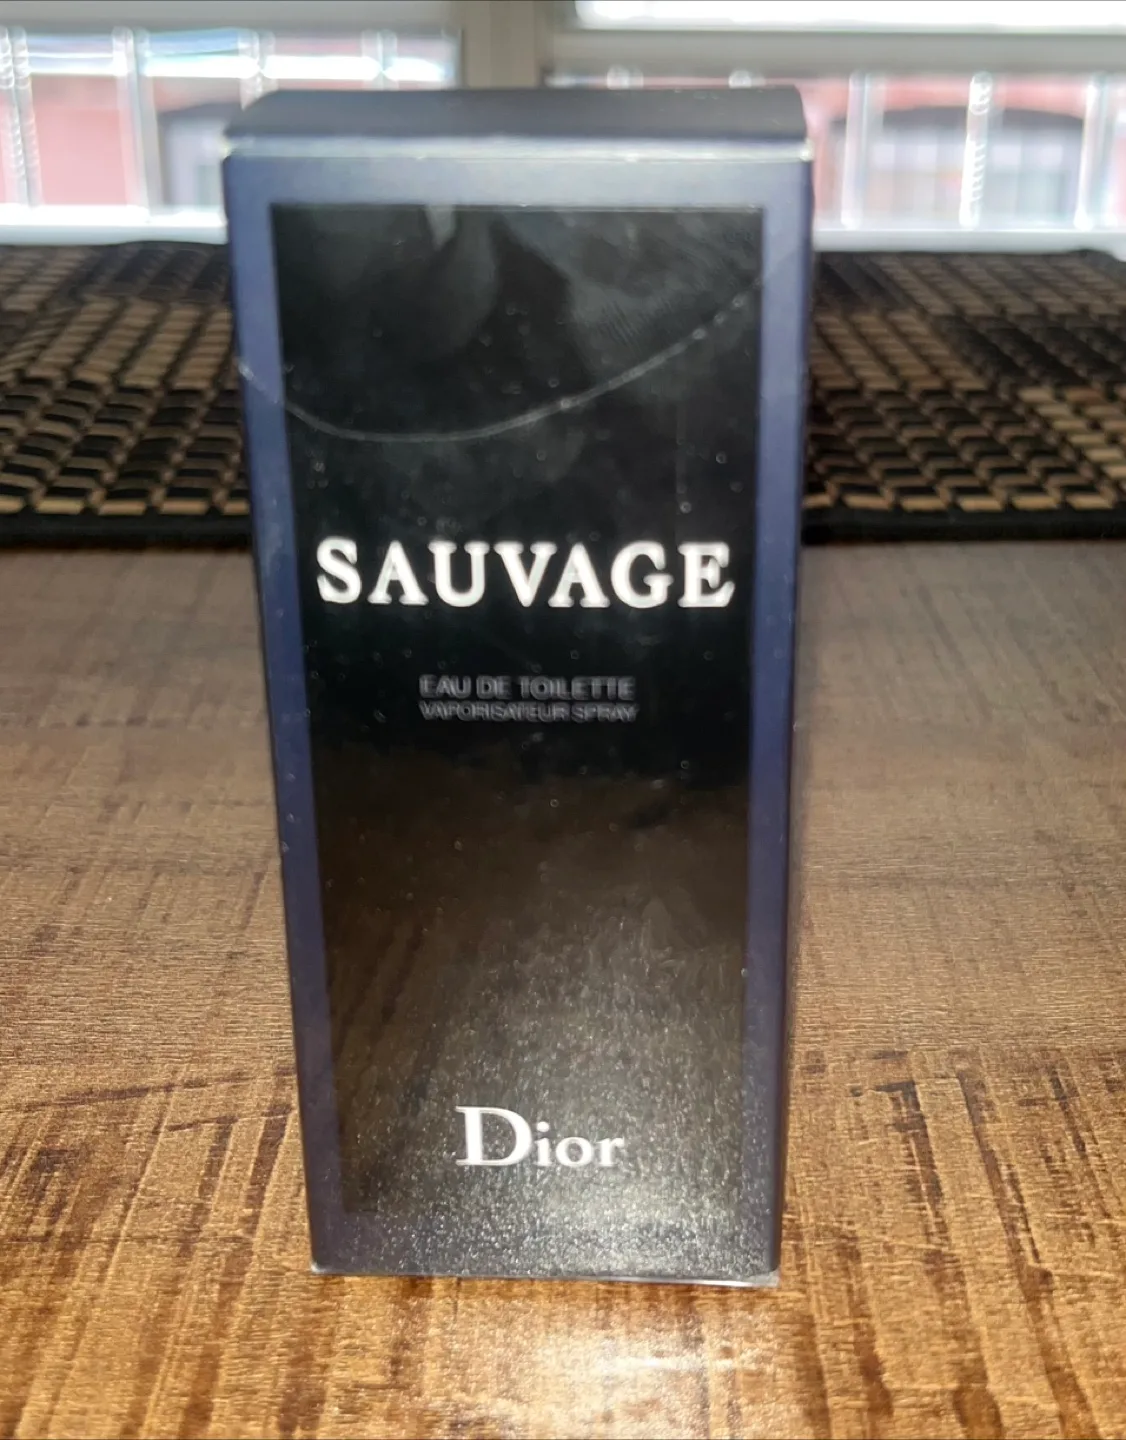 SAUVAGE
EAU DE TOILETTE
VAPORISATEUR SPRAY
Dior